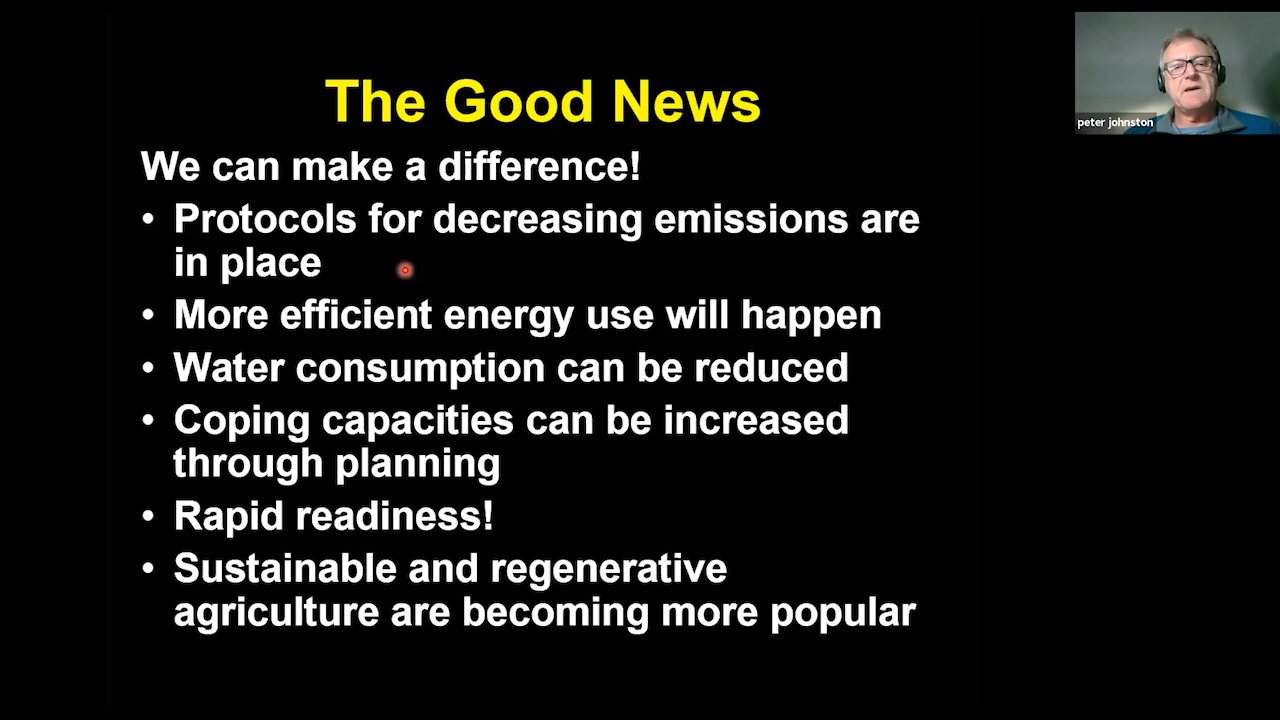 The Good News
We can make a difference!
• Protocols for decreasing emissions are
in place
• More efficient energy use will happen
• Water consumption can be reduced
• Coping capacities can be increased
through planning
• Rapid readiness!
• Sustainable and regenerative
agriculture are becoming more popular
peter johnston